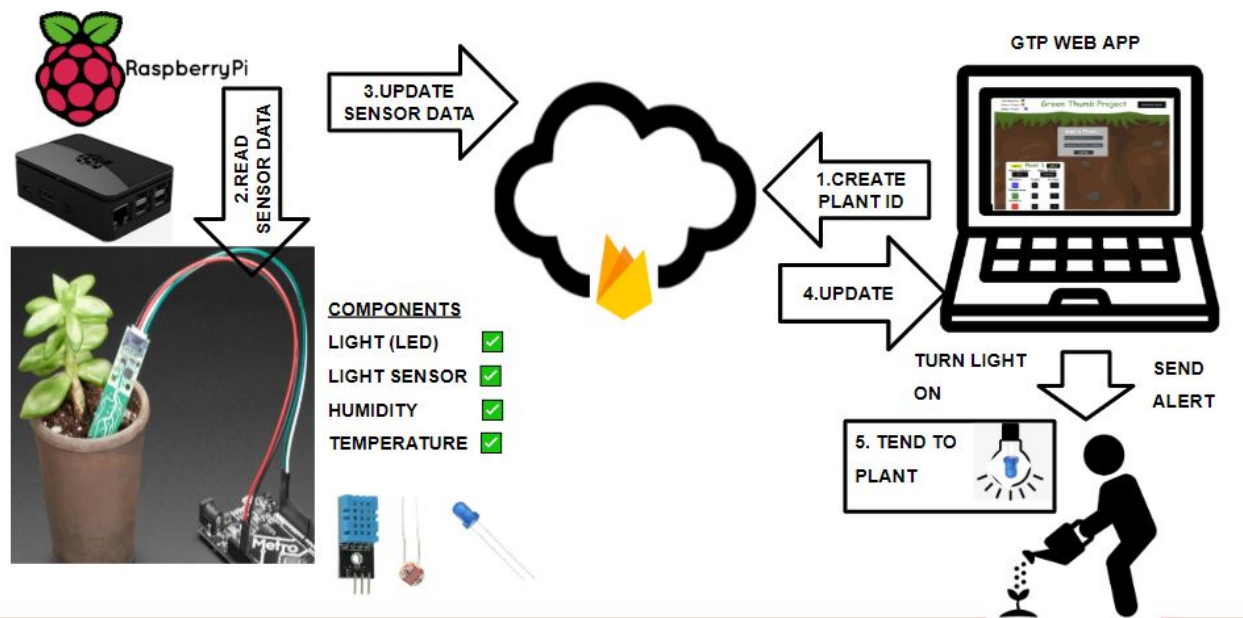 RaspberryPi
2.READ
SENSOR DATA
3.UPDATE
SENSOR DATA
GTP WEB APP
Green Thumb Project
1.CREATE
PLANT ID
4.UPDATE
COMPONENTS
LIGHT (LED)
LIGHT SENSOR
HUMIDITY
TEMPERATURE
Metro
TURN LIGHT
ON
SEND
ALERT
5. TEND TO
PLANT